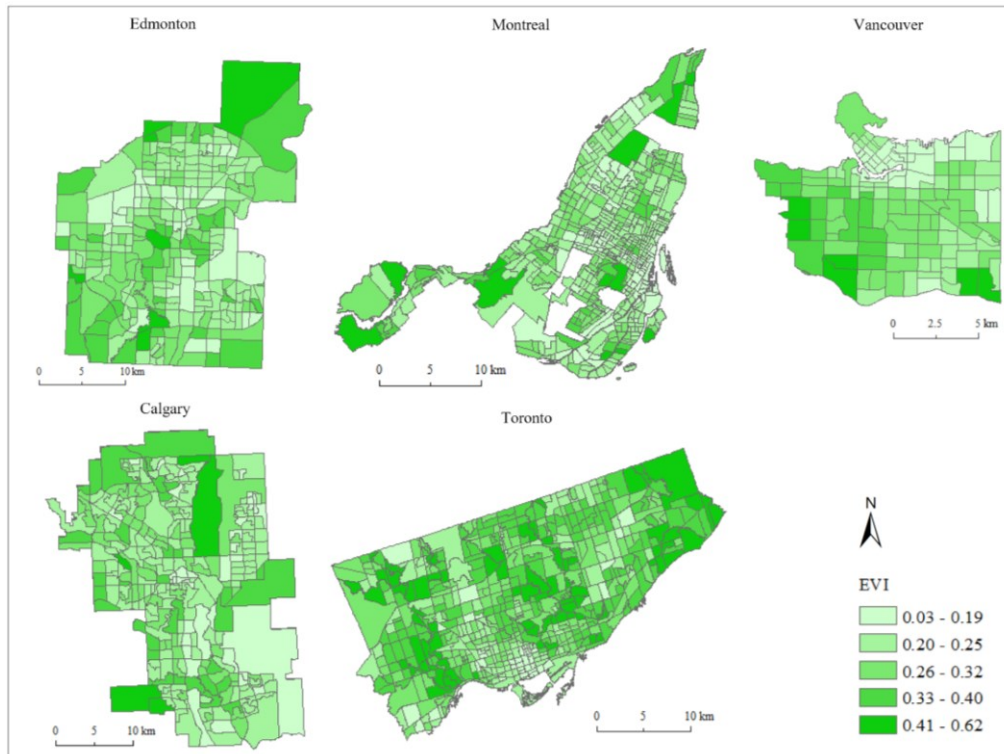 Edmonton
Montreal
Vancouver
0 5 10 km
0 5 10 km
0 2.5 5 km
Calgary
Toronto
0 5 10 km
0 5 10 km
N
EVI
0.03 - 0.19
0.20 - 0.25
0.26 - 0.32
0.33 - 0.40
0.41 - 0.62